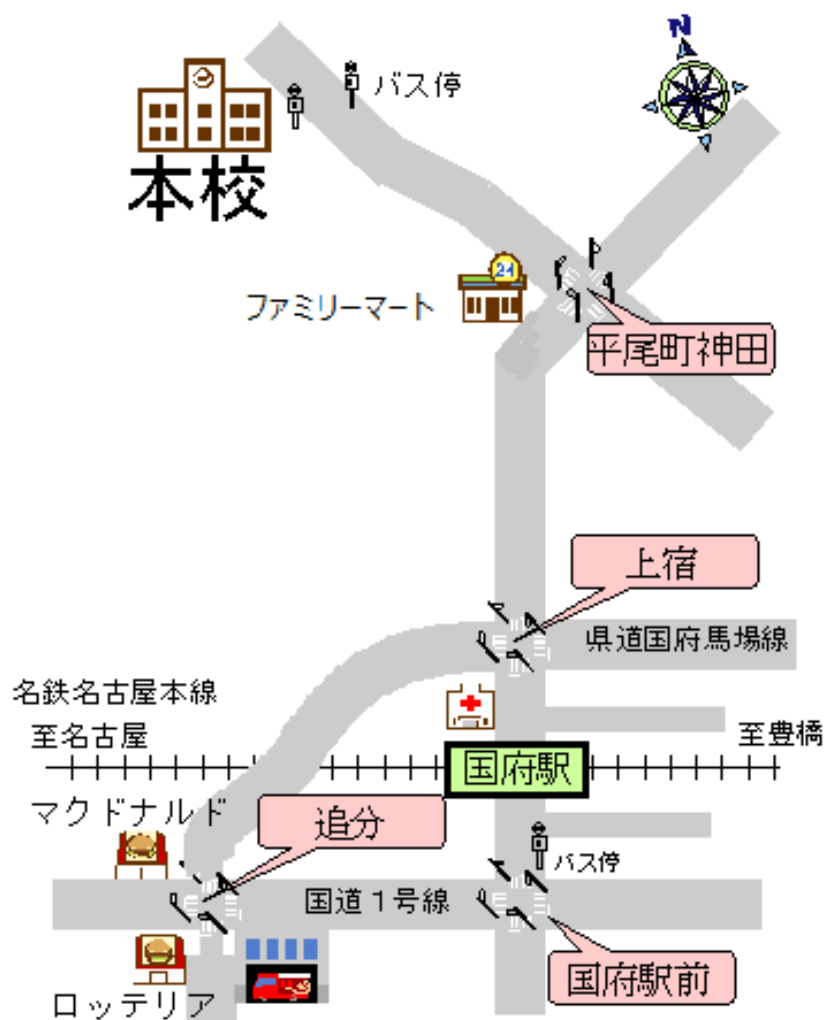 N
バス停
本校
24
ファミリーマート
平尾町神田
上宿
県道国府馬場線
名鉄名古屋本線
至名古屋
至豊橋
国府駅
マクドナルド
追分
バス停
国道1号線
国府駅前
ロッテリア